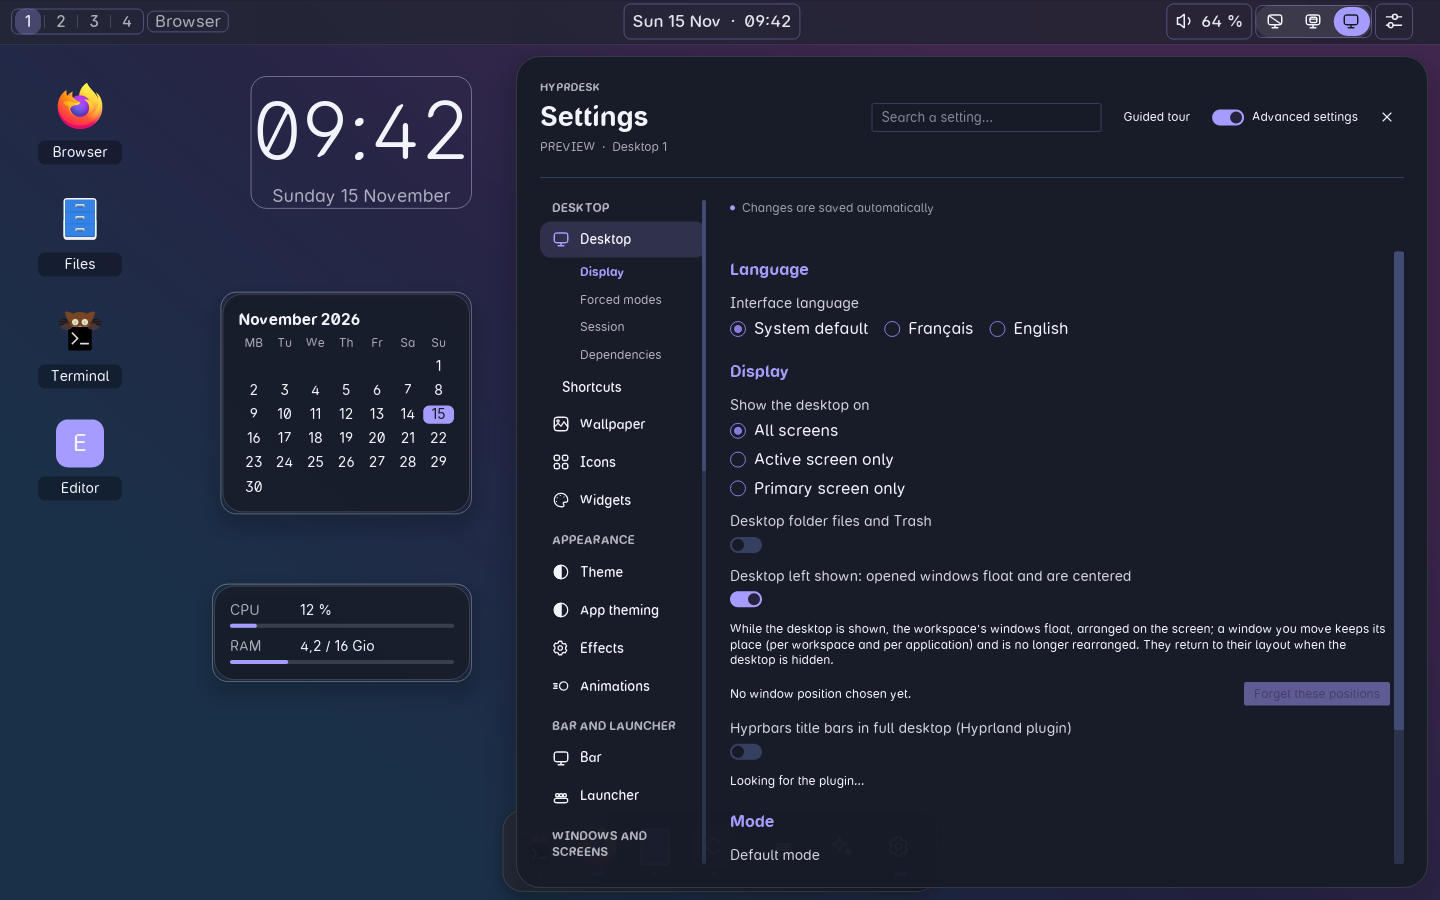 1 2 3 4 Browser
Sun 15 Nov · 09:42
64 %
Browser
Files
Terminal
E
Editor
09:42
Sunday 15 November
November 2026
MB Tu We Th Fr Sa Su
1
2 3 4 5 6 7 8
9 10 11 12 13 14 15
16 17 18 19 20 21 22
23 24 25 26 27 28 29
30
CPU 12 %
RAM 4,2 / 16 Gio
HYPRDESK
Settings
PREVIEW · Desktop 1
Search a setting...
Guided tour
Advanced settings
DESKTOP
Desktop
Display
Forced modes
Session
Dependencies
Shortcuts
Wallpaper
Icons
Widgets
APPEARANCE
Theme
App theming
Effects
Animations
BAR AND LAUNCHER
Bar
Launcher
WINDOWS AND
SCREENS
Changes are saved automatically
Language
Interface language
System default Français English
Display
Show the desktop on
All screens
Active screen only
Primary screen only
Desktop folder files and Trash
Desktop left shown: opened windows float and are centered
While the desktop is shown, the workspace's windows float, arranged on the screen; a window you move keeps its
place (per workspace and per application) and is no longer rearranged. They return to their layout when the
desktop is hidden.
No window position chosen yet.
Forget these positions
Hyprbars title bars in full desktop (Hyprland plugin)
Looking for the plugin...
Mode
Default mode